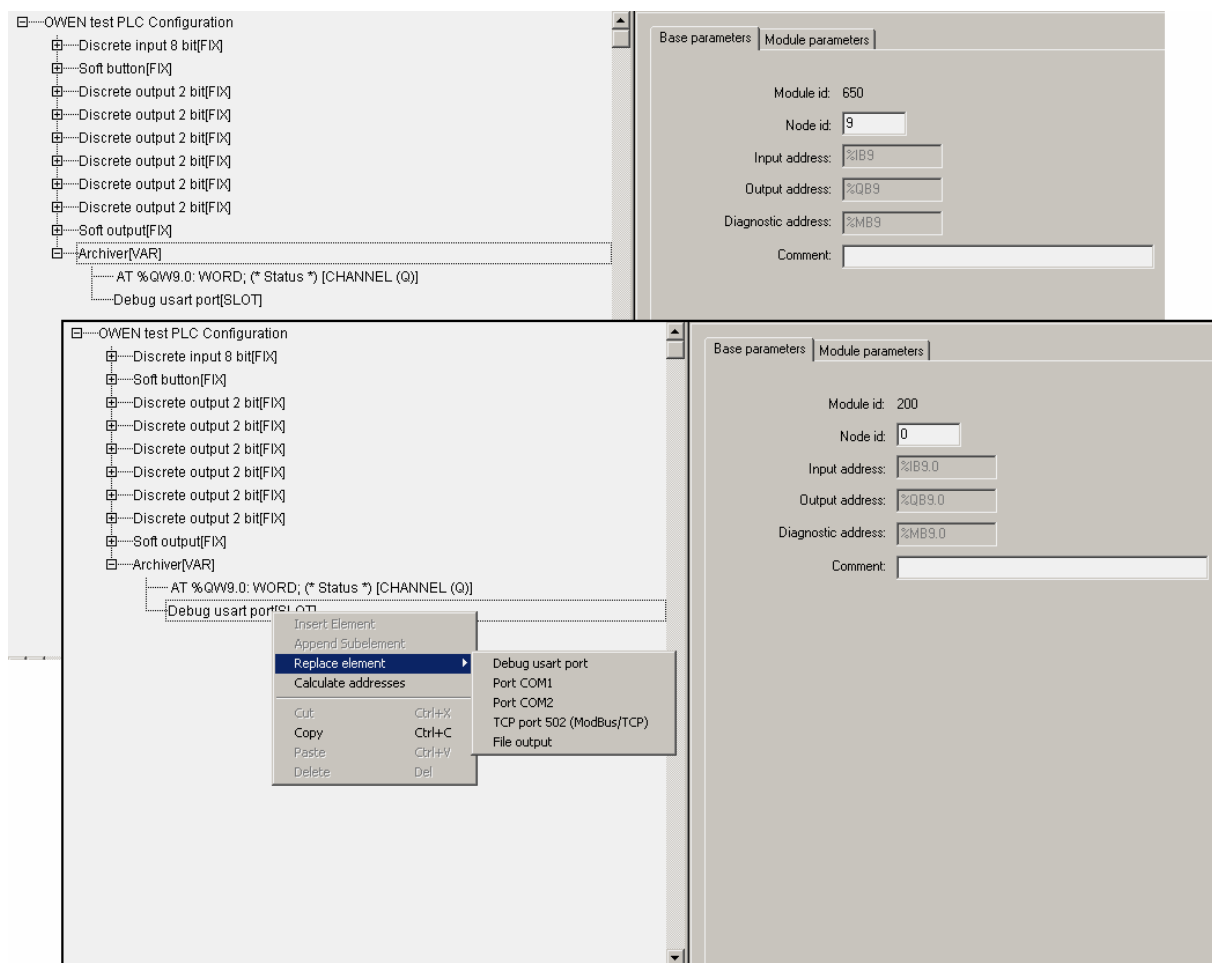 OWEN test PLC Configuration
Discrete input 8 bit[FIX]
Soft button[FIX]
Discrete output 2 bit[FIX]
Discrete output 2 bit[FIX]
Discrete output 2 bit[FIX]
Discrete output 2 bit[FIX]
Discrete output 2 bit[FIX]
Discrete output 2 bit[FIX]
Soft output[FIX]
Archiver[VAR]
AT %QW9.0: WORD; (* Status *) [CHANNEL (Q)]
Debug usart port[SLOT]
Base parameters Module parameters
Module id: 650
Node id: 9
Input address: %IB9
Output address: %QB9
Diagnostic address: %MB9
Comment:
OWEN test PLC Configuration
Discrete input 8 bit[FIX]
Soft button[FIX]
Discrete output 2 bit[FIX]
Discrete output 2 bit[FIX]
Discrete output 2 bit[FIX]
Discrete output 2 bit[FIX]
Discrete output 2 bit[FIX]
Discrete output 2 bit[FIX]
Soft output[FIX]
Archiver[VAR]
AT %QW9.0: WORD; (* Status *) [CHANNEL (Q)]
Debug usart port[SLOT]
Insert Element
Append Subelement
Replace element
Calculate addresses
Cut Ctrl+X
Copy Ctrl+C
Paste Ctrl+V
Delete Del
Debug usart port
Port COM1
Port COM2
TCP port 502 (ModBus/TCP)
File output
Base parameters Module parameters
Module id: 200
Node id: 0
Input address: %IB9.0
Output address: %QB9.0
Diagnostic address: %MB9.0
Comment: